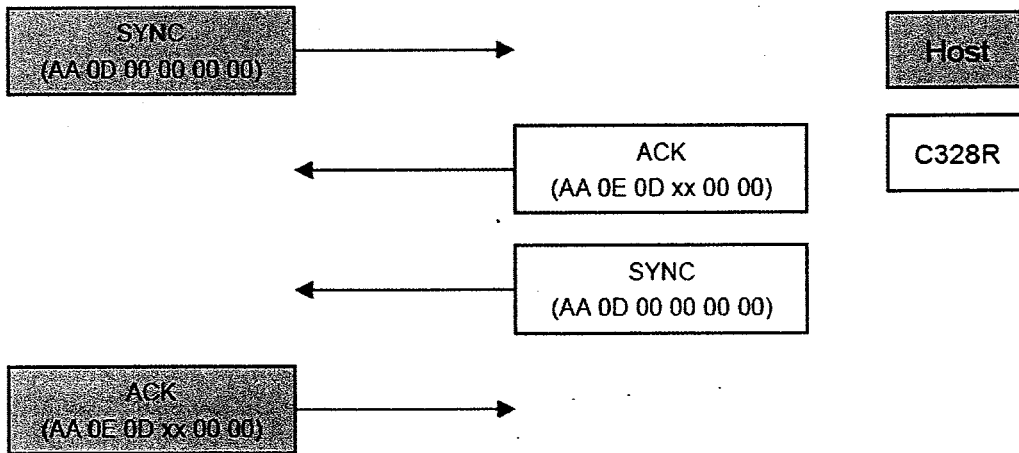 SYNC
(AA 0D 00 00 00 00)
Host
ACK
(AA 0E 0D xx 00 00)
C328R
SYNC
(AA 0D 00 00 00 00)
ACK
(AA 0E 0D xx 00 00)